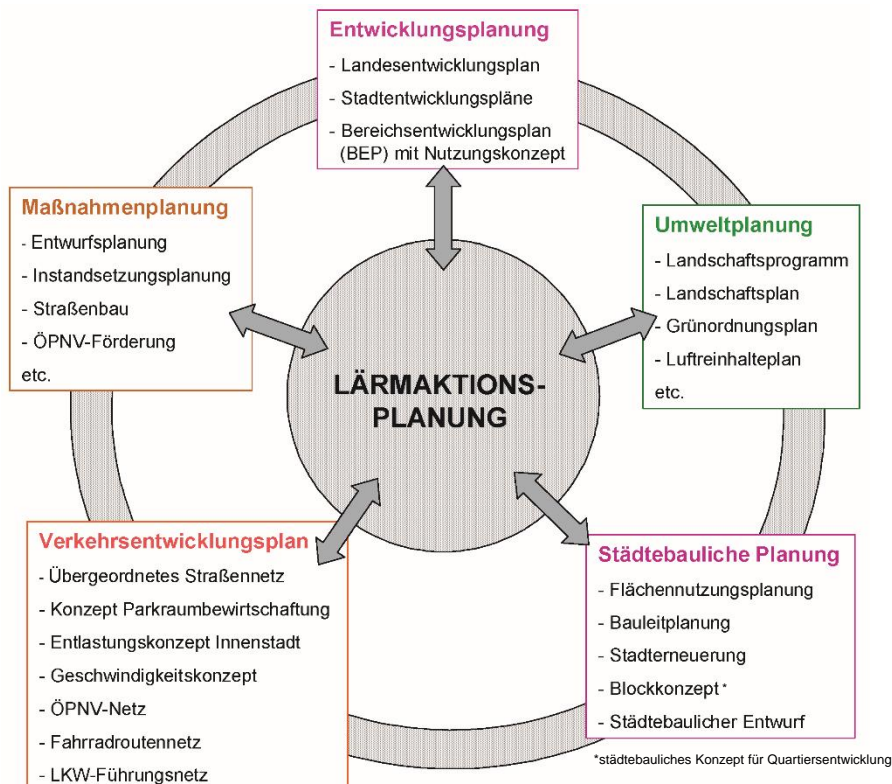 Entwicklungsplanung
- Landesentwicklungsplan
- Stadtentwicklungspläne
- Bereichsentwicklungsplan
(BEP) mit Nutzungskonzept
Maßnahmenplanung
- Entwurfsplanung
- Instandsetzungsplanung
- Straßenbau
- ÖPNV-Förderung
etc.
Umweltplanung
- Landschaftsprogramm
- Landschaftsplan
- Grünordnungsplan
- Luftreinhalteplan
etc.
LÄRMAKTIONS-
PLANUNG
Verkehrsentwicklungsplan
- Übergeordnetes Straßennetz
- Konzept Parkraumbewirtschaftung
- Entlastungskonzept Innenstadt
- Geschwindigkeitskonzept
- ÖPNV-Netz
- Fahrradroutennetz
- LKW-Führungsnetz
Städtebauliche Planung
- Flächennutzungsplanung
- Bauleitplanung
- Stadterneuerung
- Blockkonzept *
- Städtebaulicher Entwurf
*städtebauliches Konzept für Quartiersentwicklung